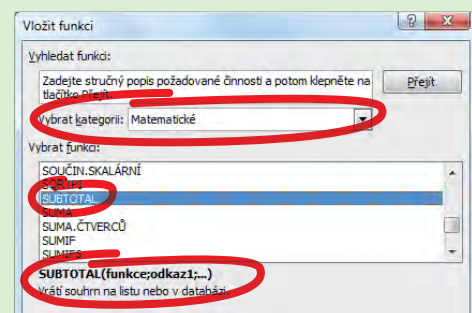 Vložit funkci
Vyhledat funkci:
Zadejte stručný popis požadované činnosti a potom klepněte na
tlačítko Přejít.
Přejít
Vybrat kategorii: Matematické
Vybrat funkci:
SOUČIN.SKALÁRNÍ
SQRTPI
SUBTOTAL
SUMA
SUMA.ČTVERCŮ
SUMIF
SUMIFS
SUBTOTAL(funkce;odkaz1;...)
Vrátí souhrn na listu nebo v databázi.